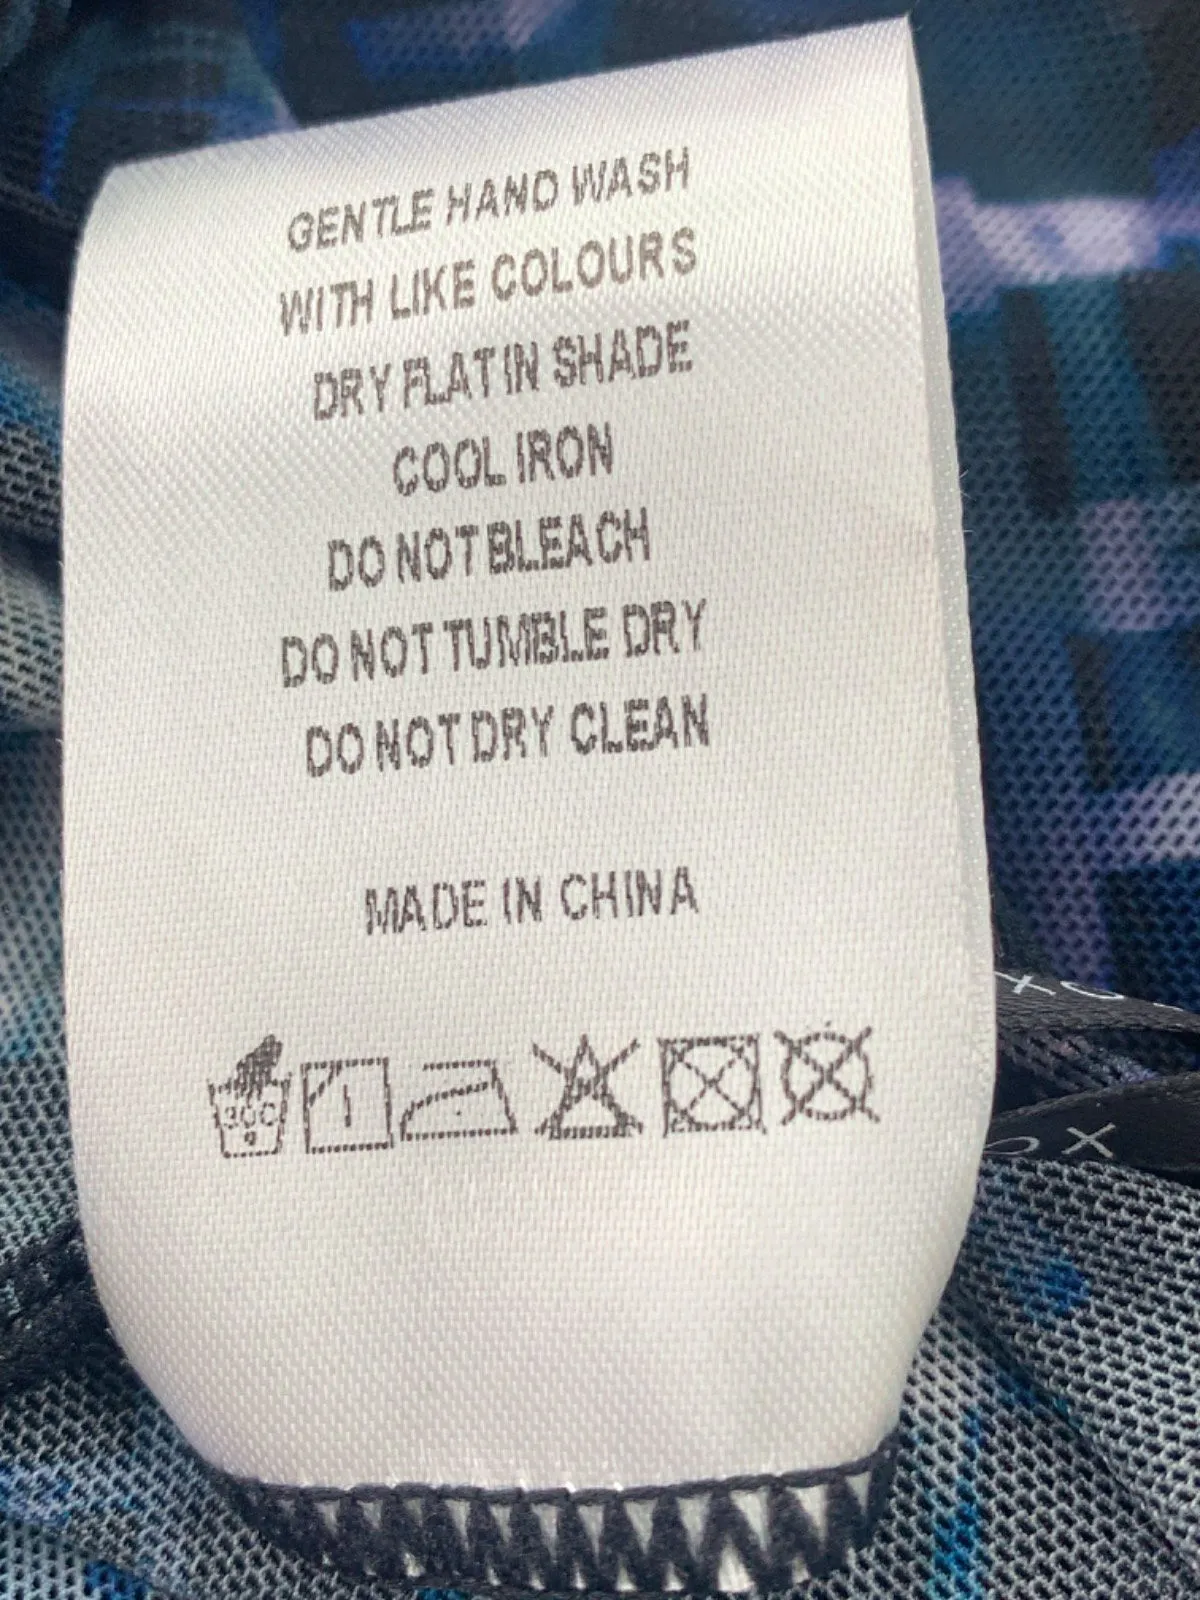 GENTLE HAND WASH
WITH LIKE COLOURS
DRY FLAT IN SHADE
COOL IRON
DO NOT BLEACH
DO NOT TUMBLE DRY
DO NOT DRY CLEAN
MADE IN CHINA